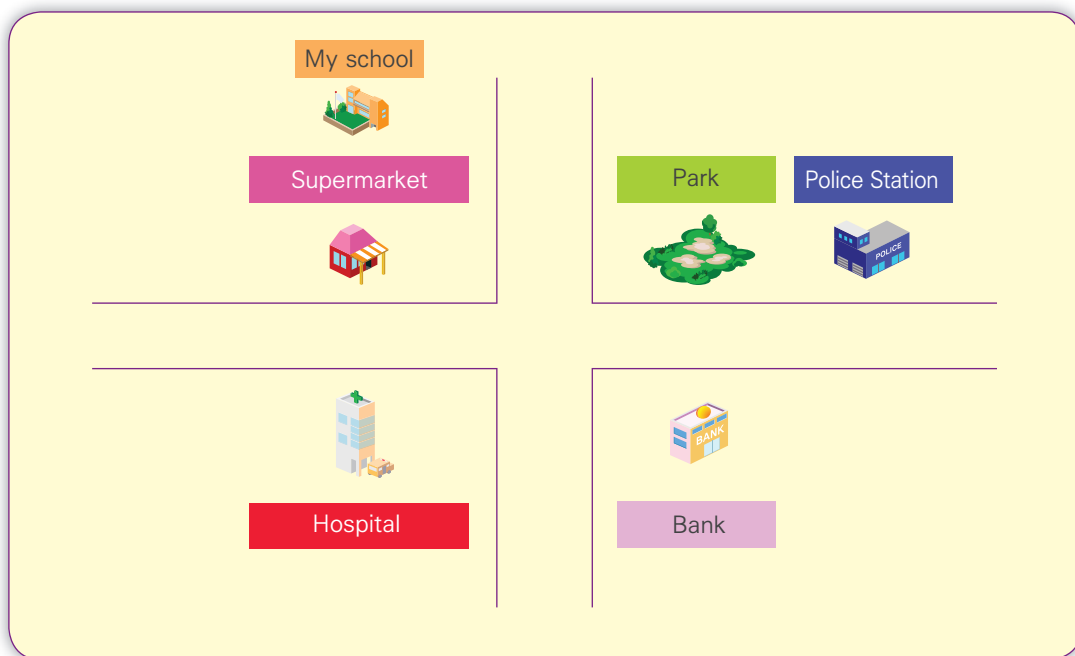 My school
Supermarket
Park
Police Station
POLICE
BANK
Hospital
Bank